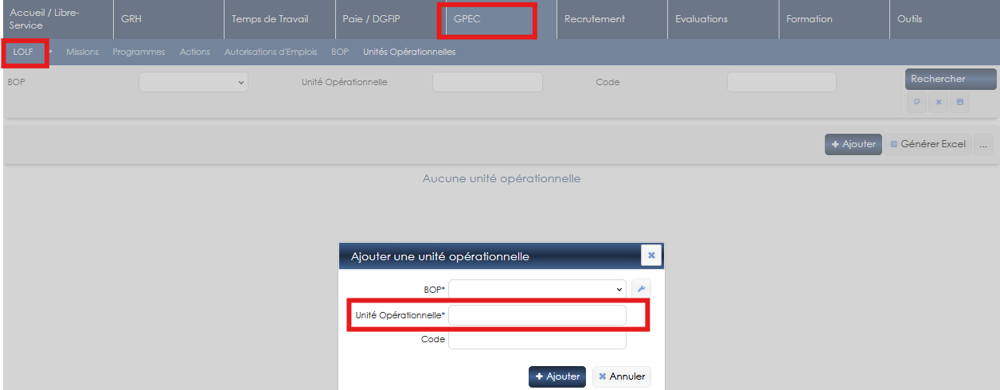 Accueil / Libre-
Service
GRH
Temps de Travail
Paie / DGFIP
GPEC
Recrutement
Evaluations
Formation
Outils
LOLF
Missions
Programmes
Actions
Autorisations d'Emplois
BOP
Unités Opérationnelles
BOP
Unité Opérationnelle
Code
Rechercher
+ Ajouter
Générer Excel
...
Aucune unité opérationnelle
Ajouter une unité opérationnelle
BOP*
Unité Opérationnelle*
Code
+ Ajouter
Annuler